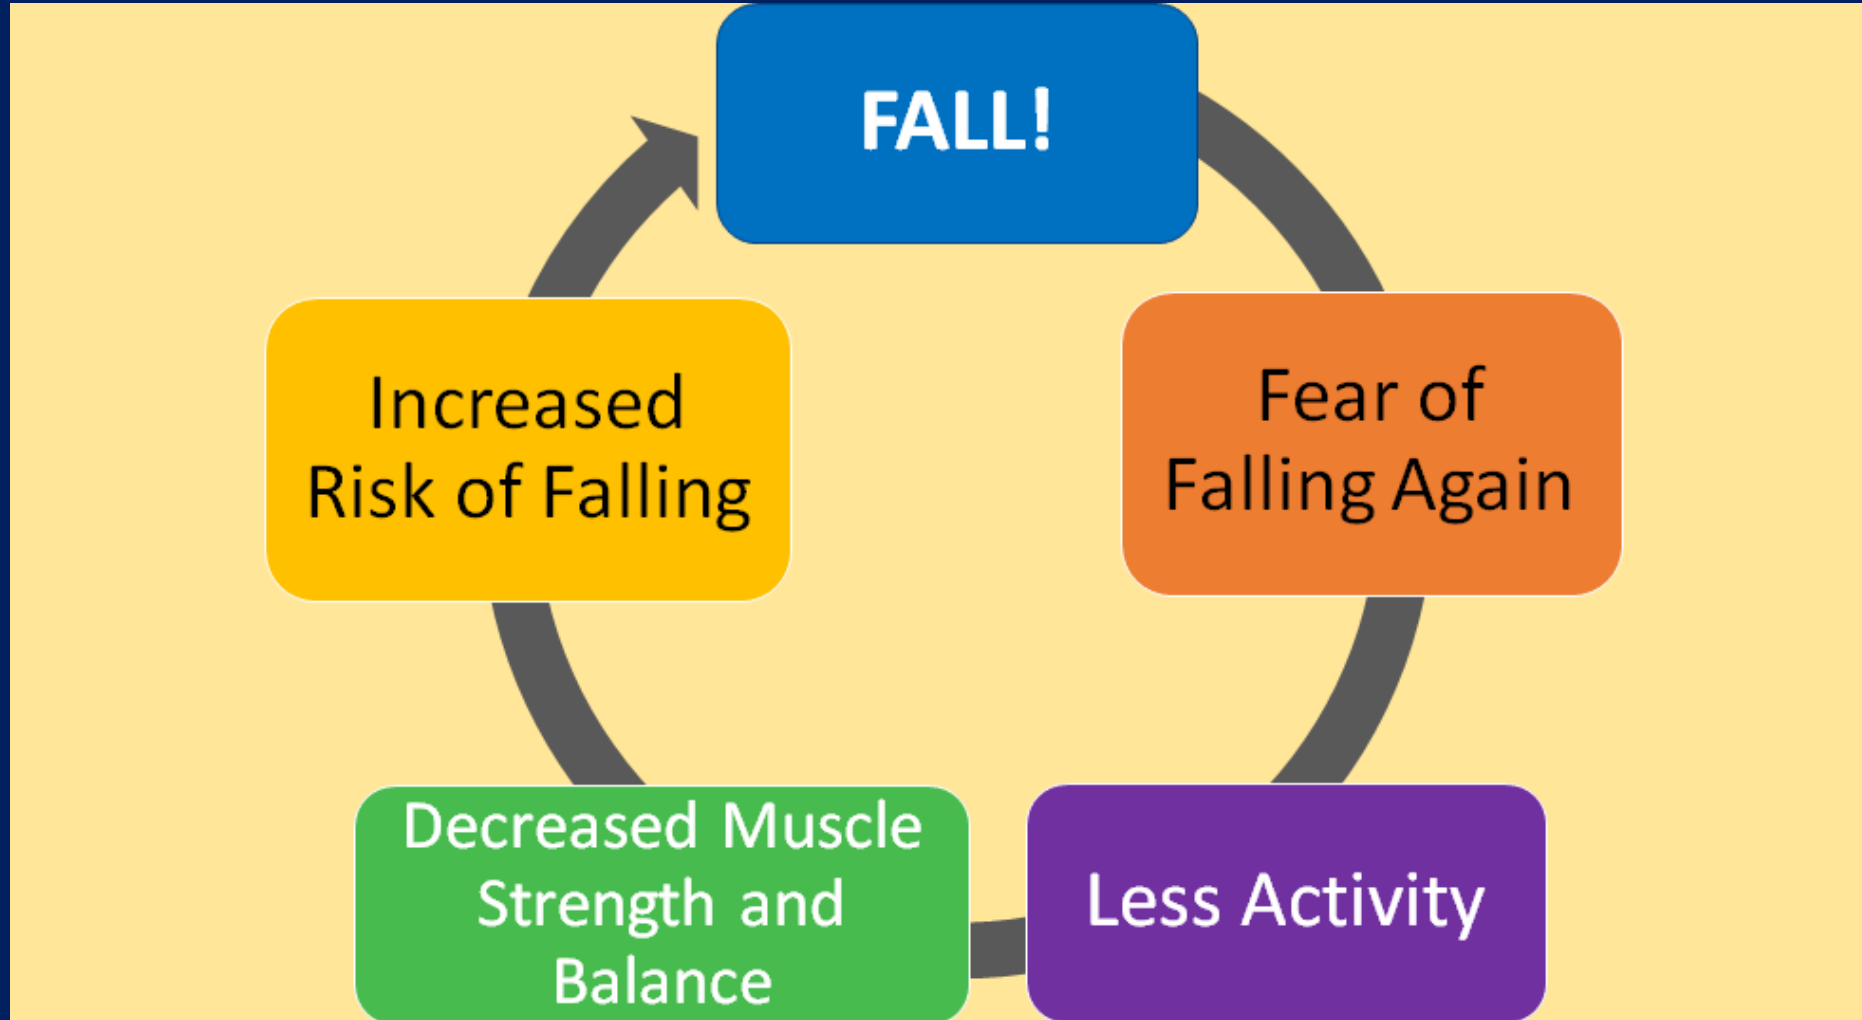 FALL!
Fear of
Falling Again
Less Activity
Decreased Muscle
Strength and
Balance
Increased
Risk of Falling